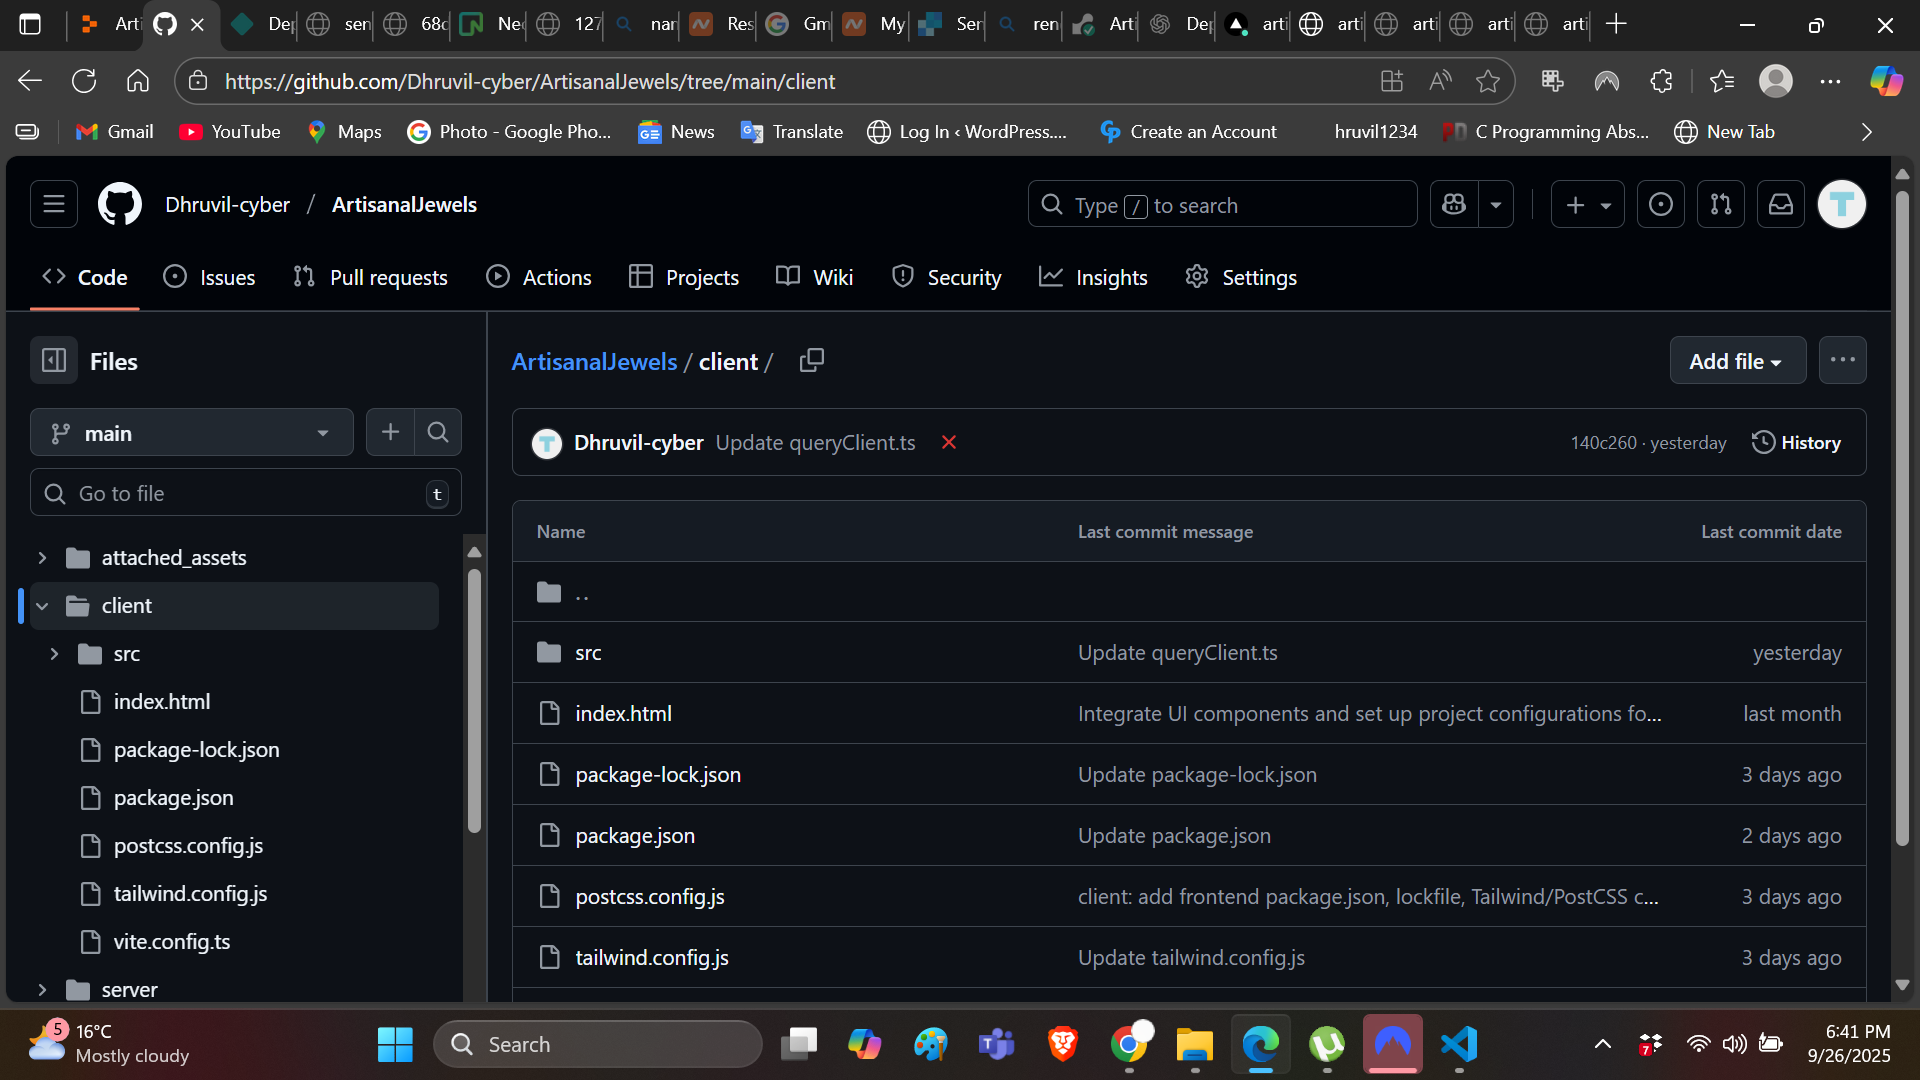 Arti
Dep
sen
68d
Neo
127
nar
Res
Gm
My
Ser
ren
Arti
Dep
arti
arti
arti
arti
arti
https://github.com/Dhruvil-cyber/ArtisanalJewels/tree/main/client
Gmail
YouTube
Maps
Photo - Google Pho...
News
Translate
Log In ‹ WordPress....
Create an Account
hruvil1234
C Programming Abs...
New Tab
Dhruvil-cyber / ArtisanalJewels
Type / to search
Code
Issues
Pull requests
Actions
Projects
Wiki
Security
Insights
Settings
Files
main
Go to file
t
attached_assets
client
src
index.html
package-lock.json
package.json
postcss.config.js
tailwind.config.js
vite.config.ts
server
ArtisanalJewels / client /
Add file
Dhruvil-cyber Update queryClient.ts
140c260 · yesterday
History
Name Last commit message Last commit date
..
src Update queryClient.ts yesterday
index.html Integrate UI components and set up project configurations fo... last month
package-lock.json Update package-lock.json 3 days ago
package.json Update package.json 2 days ago
postcss.config.js client: add frontend package.json, lockfile, Tailwind/PostCSS c... 3 days ago
tailwind.config.js Update tailwind.config.js 3 days ago
5
16°C
Mostly cloudy
Search
7
6:41 PM
9/26/2025